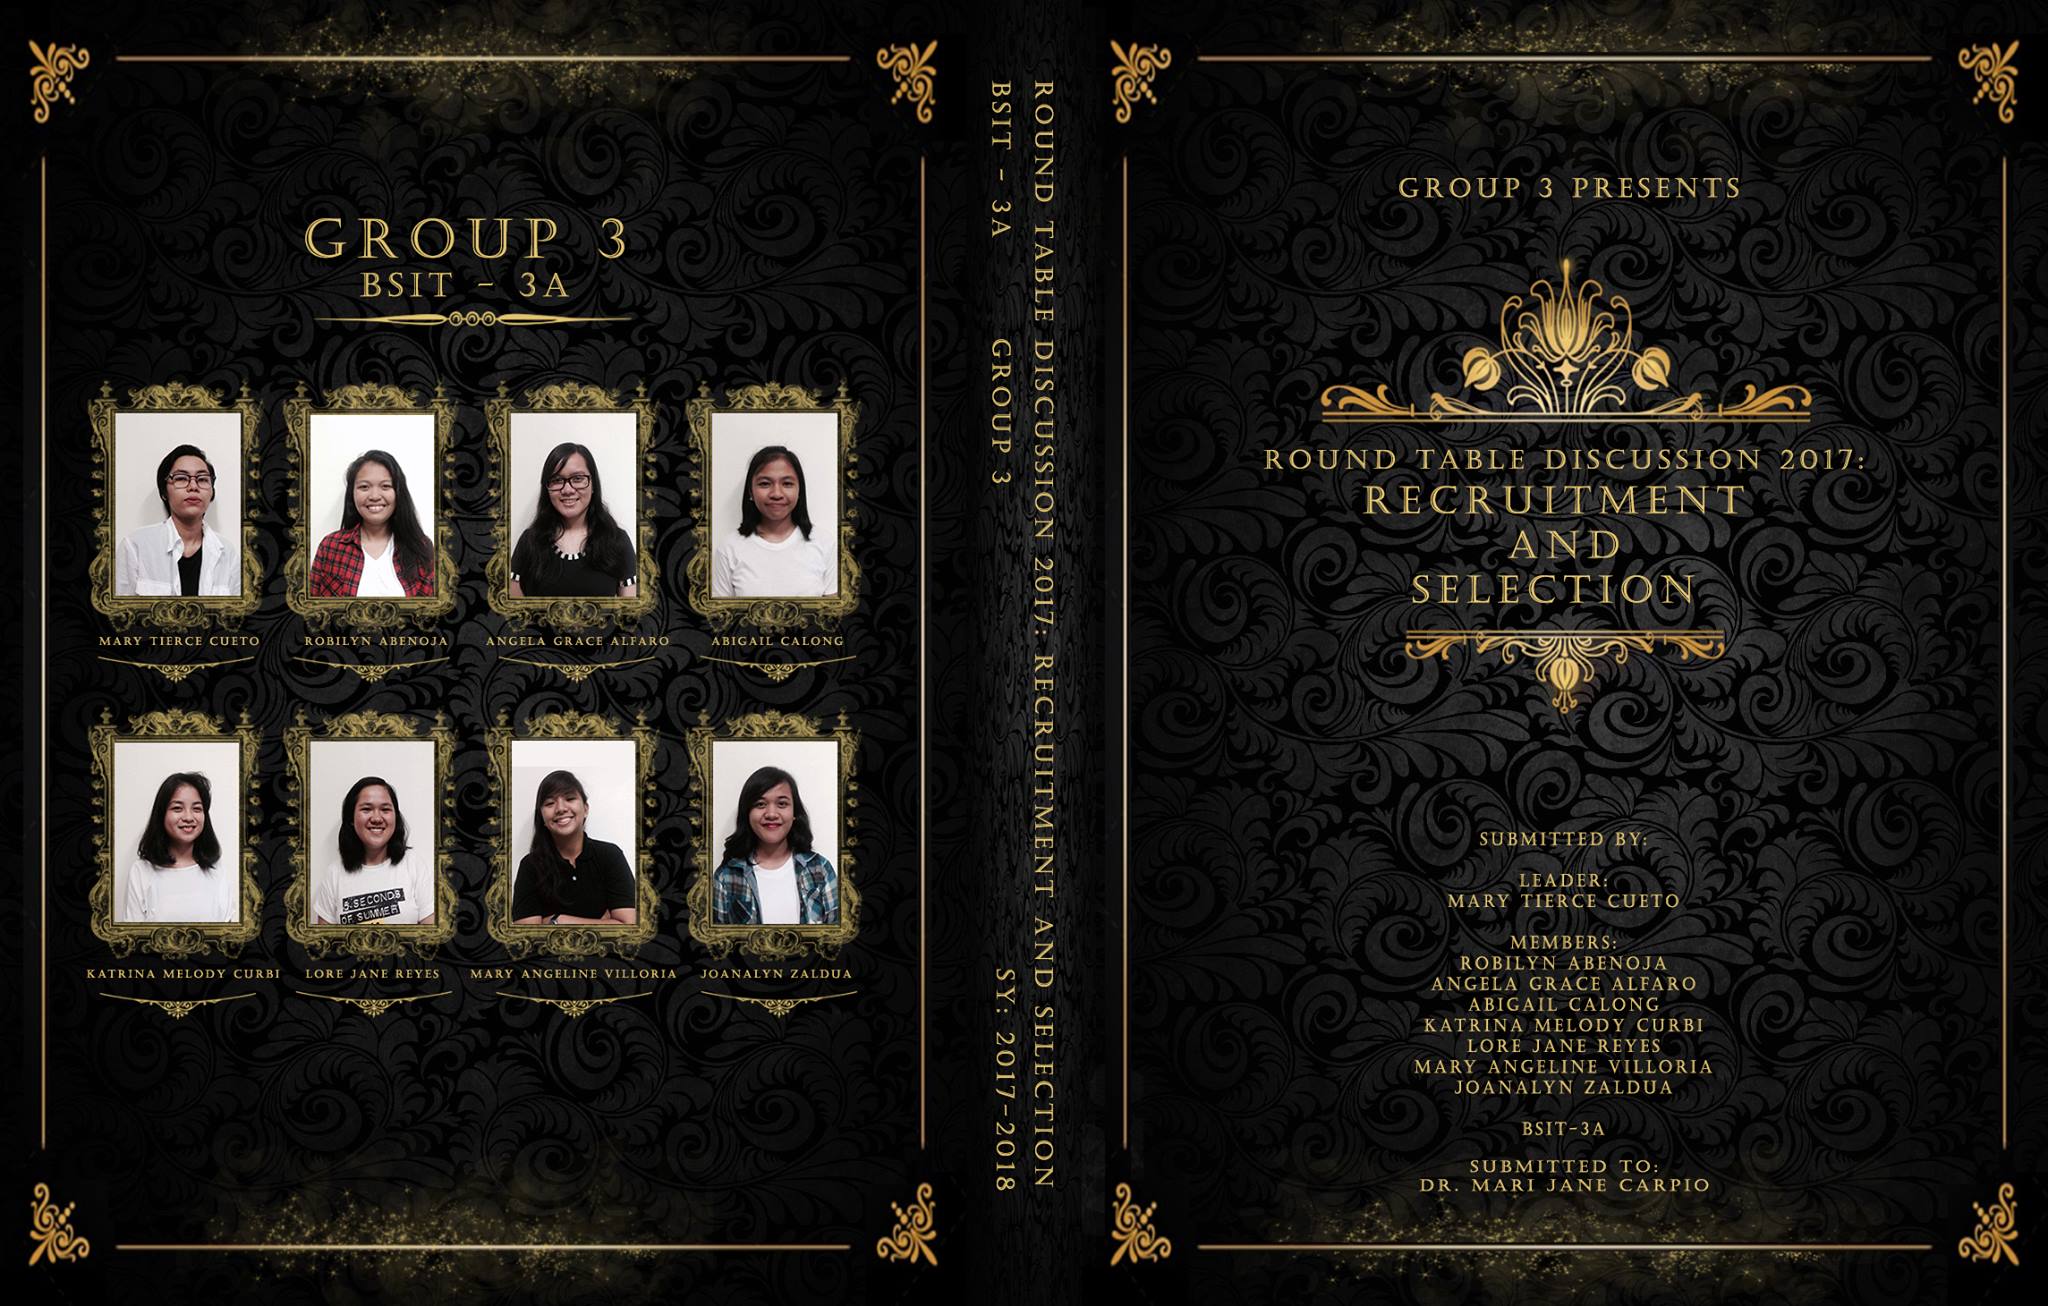 GROUP 3
BSIT - 3A
MARY TIERCE CUETO
ROBILYN ABENOJA
ANGELA GRACE ALFARO
ABIGAIL CALONG
5 SECONDS
OF SUMMER
KATRINA MELODY CURBI
LORE JANE REYES
MARY ANGELINE VILLORIA
JOANALYN ZALDUA
ROUND TABLE DISCUSSION 2017: RECRUITMENT AND SELECTION
BSIT - 3A GROUP 3 SY: 2017-2018
GROUP 3 PRESENTS
ROUND TABLE DISCUSSION 2017:
RECRUITMENT
AND
SELECTION
SUBMITTED BY:
LEADER:
MARY TIERCE CUETO
MEMBERS:
ROBILYN ABENOJA
ANGELA GRACE ALFARO
ABIGAIL CALONG
KATRINA MELODY CURBI
LORE JANE REYES
MARY ANGELINE VILLORIA
JOANALYN ZALDUA
BSIT-3A
SUBMITTED TO:
DR. MARI JANE CARPIO